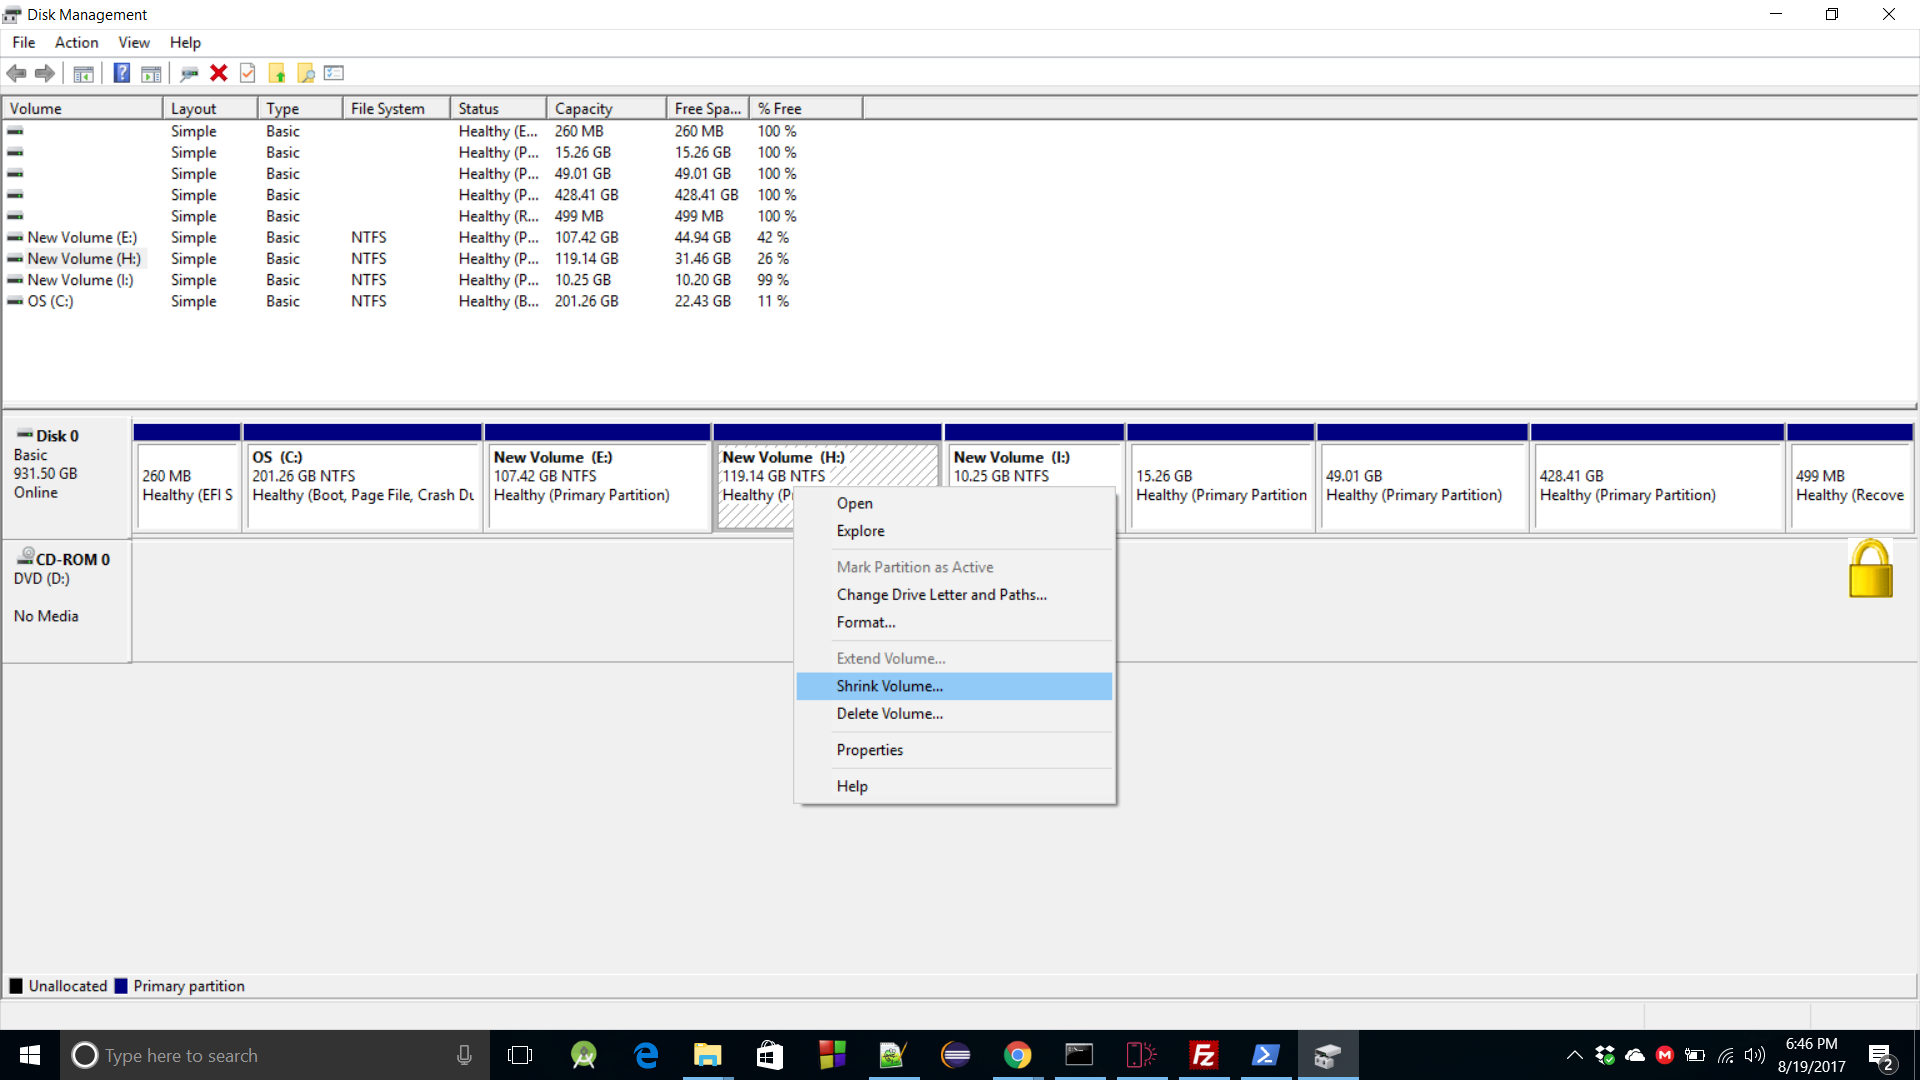 Disk Management
File Action View Help
Volume Layout Type File System Status Capacity Free Spa... % Free
Simple Basic Healthy (E... 260 MB 260 MB 100 %
Simple Basic Healthy (P... 15.26 GB 15.26 GB 100 %
Simple Basic Healthy (P... 49.01 GB 49.01 GB 100 %
Simple Basic Healthy (P... 428.41 GB 428.41 GB 100 %
Simple Basic Healthy (R... 499 MB 499 MB 100 %
New Volume (E:) Simple Basic NTFS Healthy (P... 107.42 GB 44.94 GB 42 %
New Volume (H:) Simple Basic NTFS Healthy (P... 119.14 GB 31.46 GB 26 %
New Volume (I:) Simple Basic NTFS Healthy (P... 10.25 GB 10.20 GB 99 %
OS (C:) Simple Basic NTFS Healthy (B... 201.26 GB 22.43 GB 11 %
Disk 0
Basic
931.50 GB
Online
260 MB
Healthy (EFI S
OS (C:)
201.26 GB NTFS
Healthy (Boot, Page File, Crash Du
New Volume (E:)
107.42 GB NTFS
Healthy (Primary Partition)
New Volume (H:)
119.14 GB NTFS
Healthy (P
New Volume (I:)
10.25 GB NTFS
15.26 GB
Healthy (Primary Partition
49.01 GB
Healthy (Primary Partition)
428.41 GB
Healthy (Primary Partition)
499 MB
Healthy (Recove
Open
Explore
Mark Partition as Active
Change Drive Letter and Paths...
Format...
Extend Volume...
Shrink Volume...
Delete Volume...
Properties
Help
CD-ROM 0
DVD (D:)
No Media
Unallocated Primary partition
Type here to search
6:46 PM
8/19/2017
2